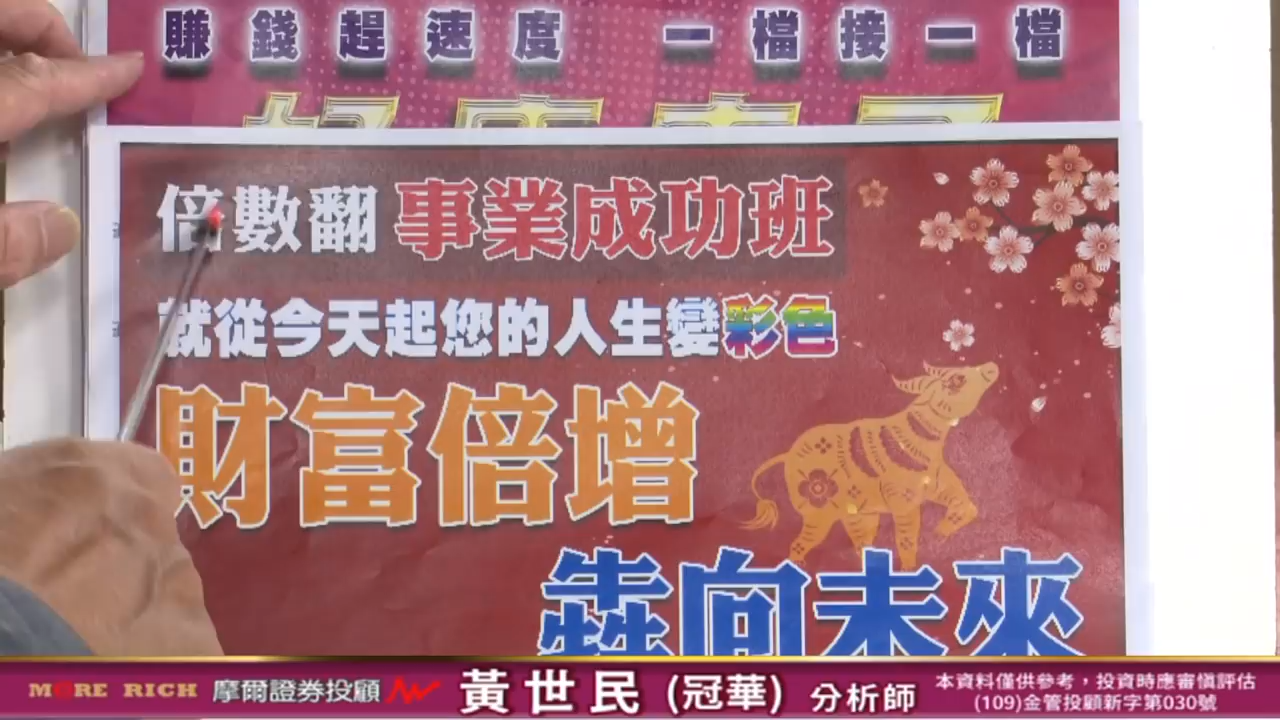 賺錢趕速度 一檔接一檔
倍數翻 事業成功班
就從今天起您的人生變彩色
財富倍增
犇向未來
MORE RICH 摩爾證券投顧 黃世民 (冠華) 分析師
本資料僅供參考，投資時應審慎評估
(109)金管投顧新字第030號